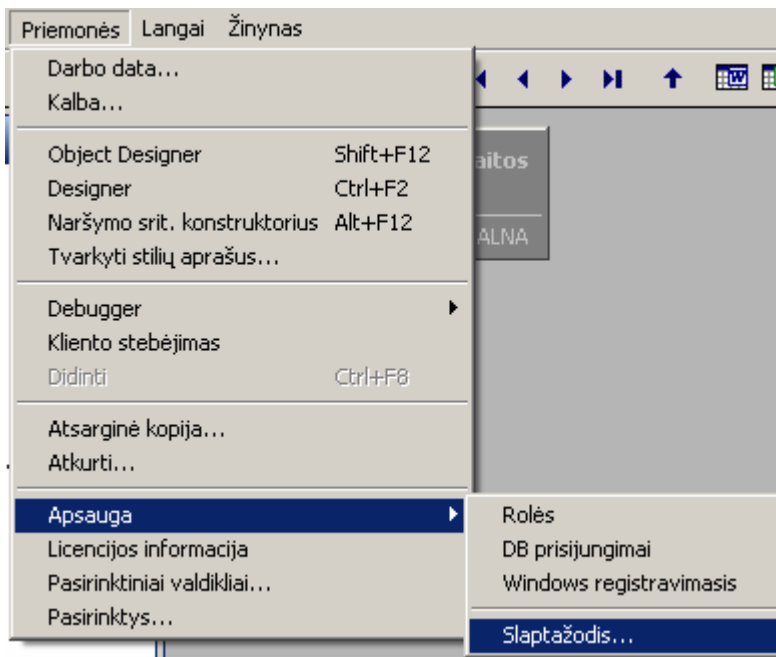 Priemonės Langai Žinynas
Darbo data...
Kalba...
Object Designer Shift+F12
Designer Ctrl+F2
Naršymo srit. konstruktorius Alt+F12
Tvarkyti stilių aprašus...
Debugger
Kliento stebėjimas
Didinti Ctrl+F8
Atsarginė kopija...
Atkurti...
Apsauga
Licencijos informacija
Pasirinktiniai valdikliai...
Pasirinktys...
aitos
ALNA
W
Rolės
DB prisijungimai
Windows registravimasis
Slaptažodis...